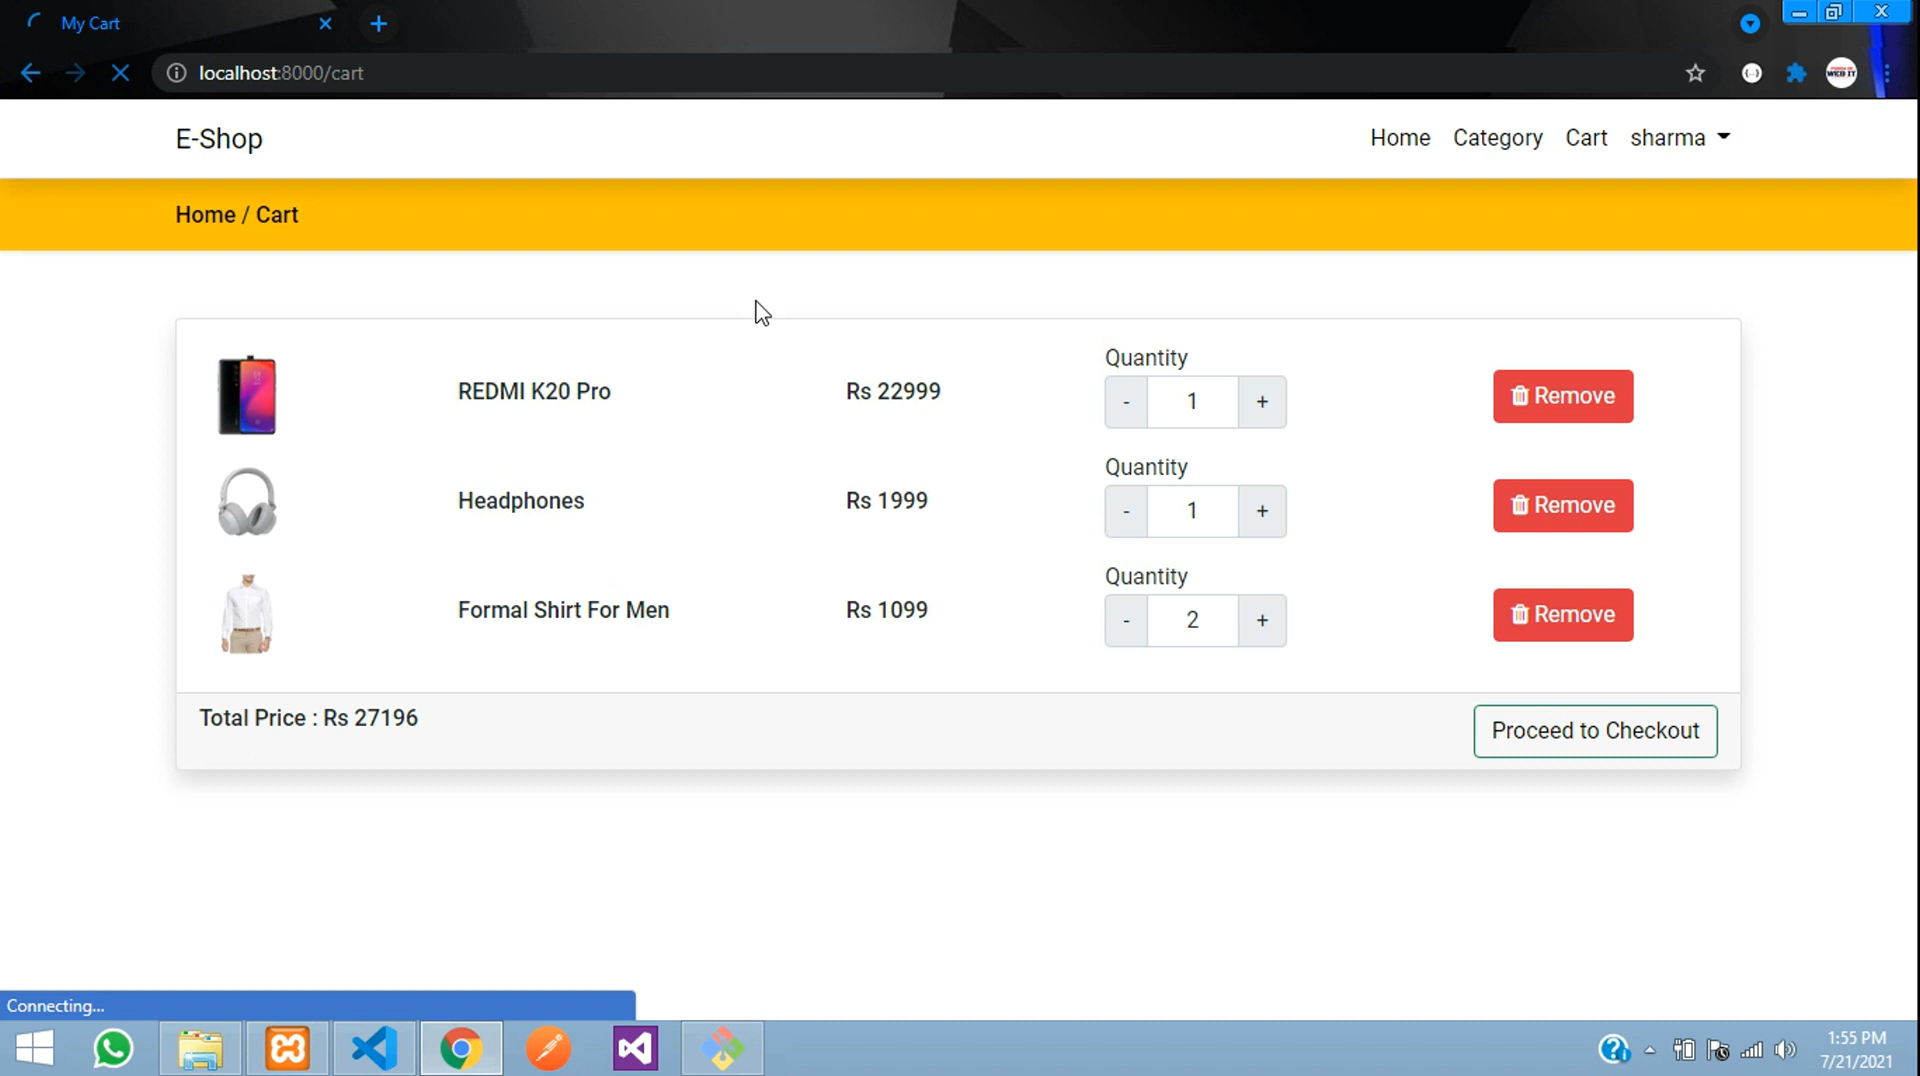 My Cart
localhost:8000/cart
WEB IT
E-Shop
Home Category Cart sharma
Home / Cart
REDMI K20 Pro Rs 22999 Quantity - 1 + Remove
Headphones Rs 1999 Quantity - 1 + Remove
Formal Shirt For Men Rs 1099 Quantity - 2 + Remove
Total Price : Rs 27196 Proceed to Checkout
Connecting...
1:55 PM
7/21/2021